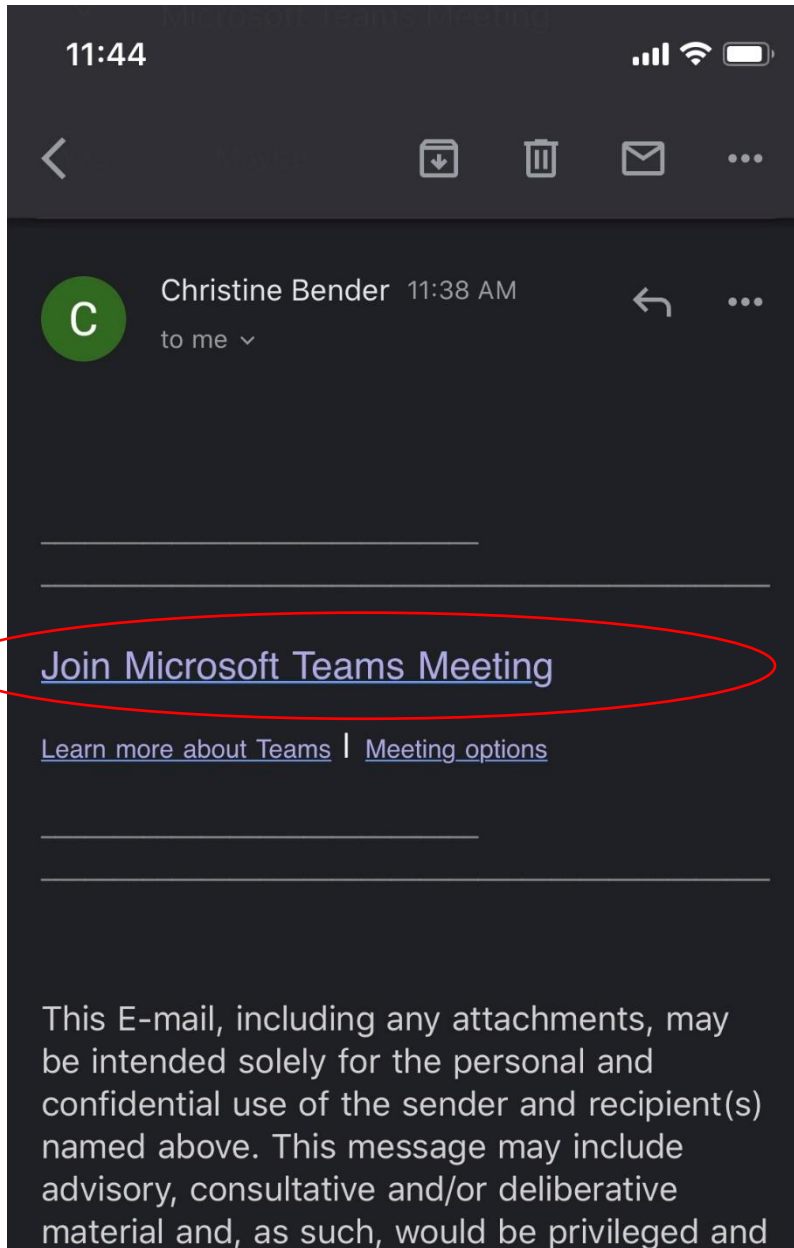 Microsoft Teams Meeting
11:44
C
Christine Bender 11:38 AM
to me
Join Microsoft Teams Meeting
Learn more about Teams | Meeting options
This E-mail, including any attachments, may
be intended solely for the personal and
confidential use of the sender and recipient(s)
named above. This message may include
advisory, consultative and/or deliberative
material and, as such, would be privileged and